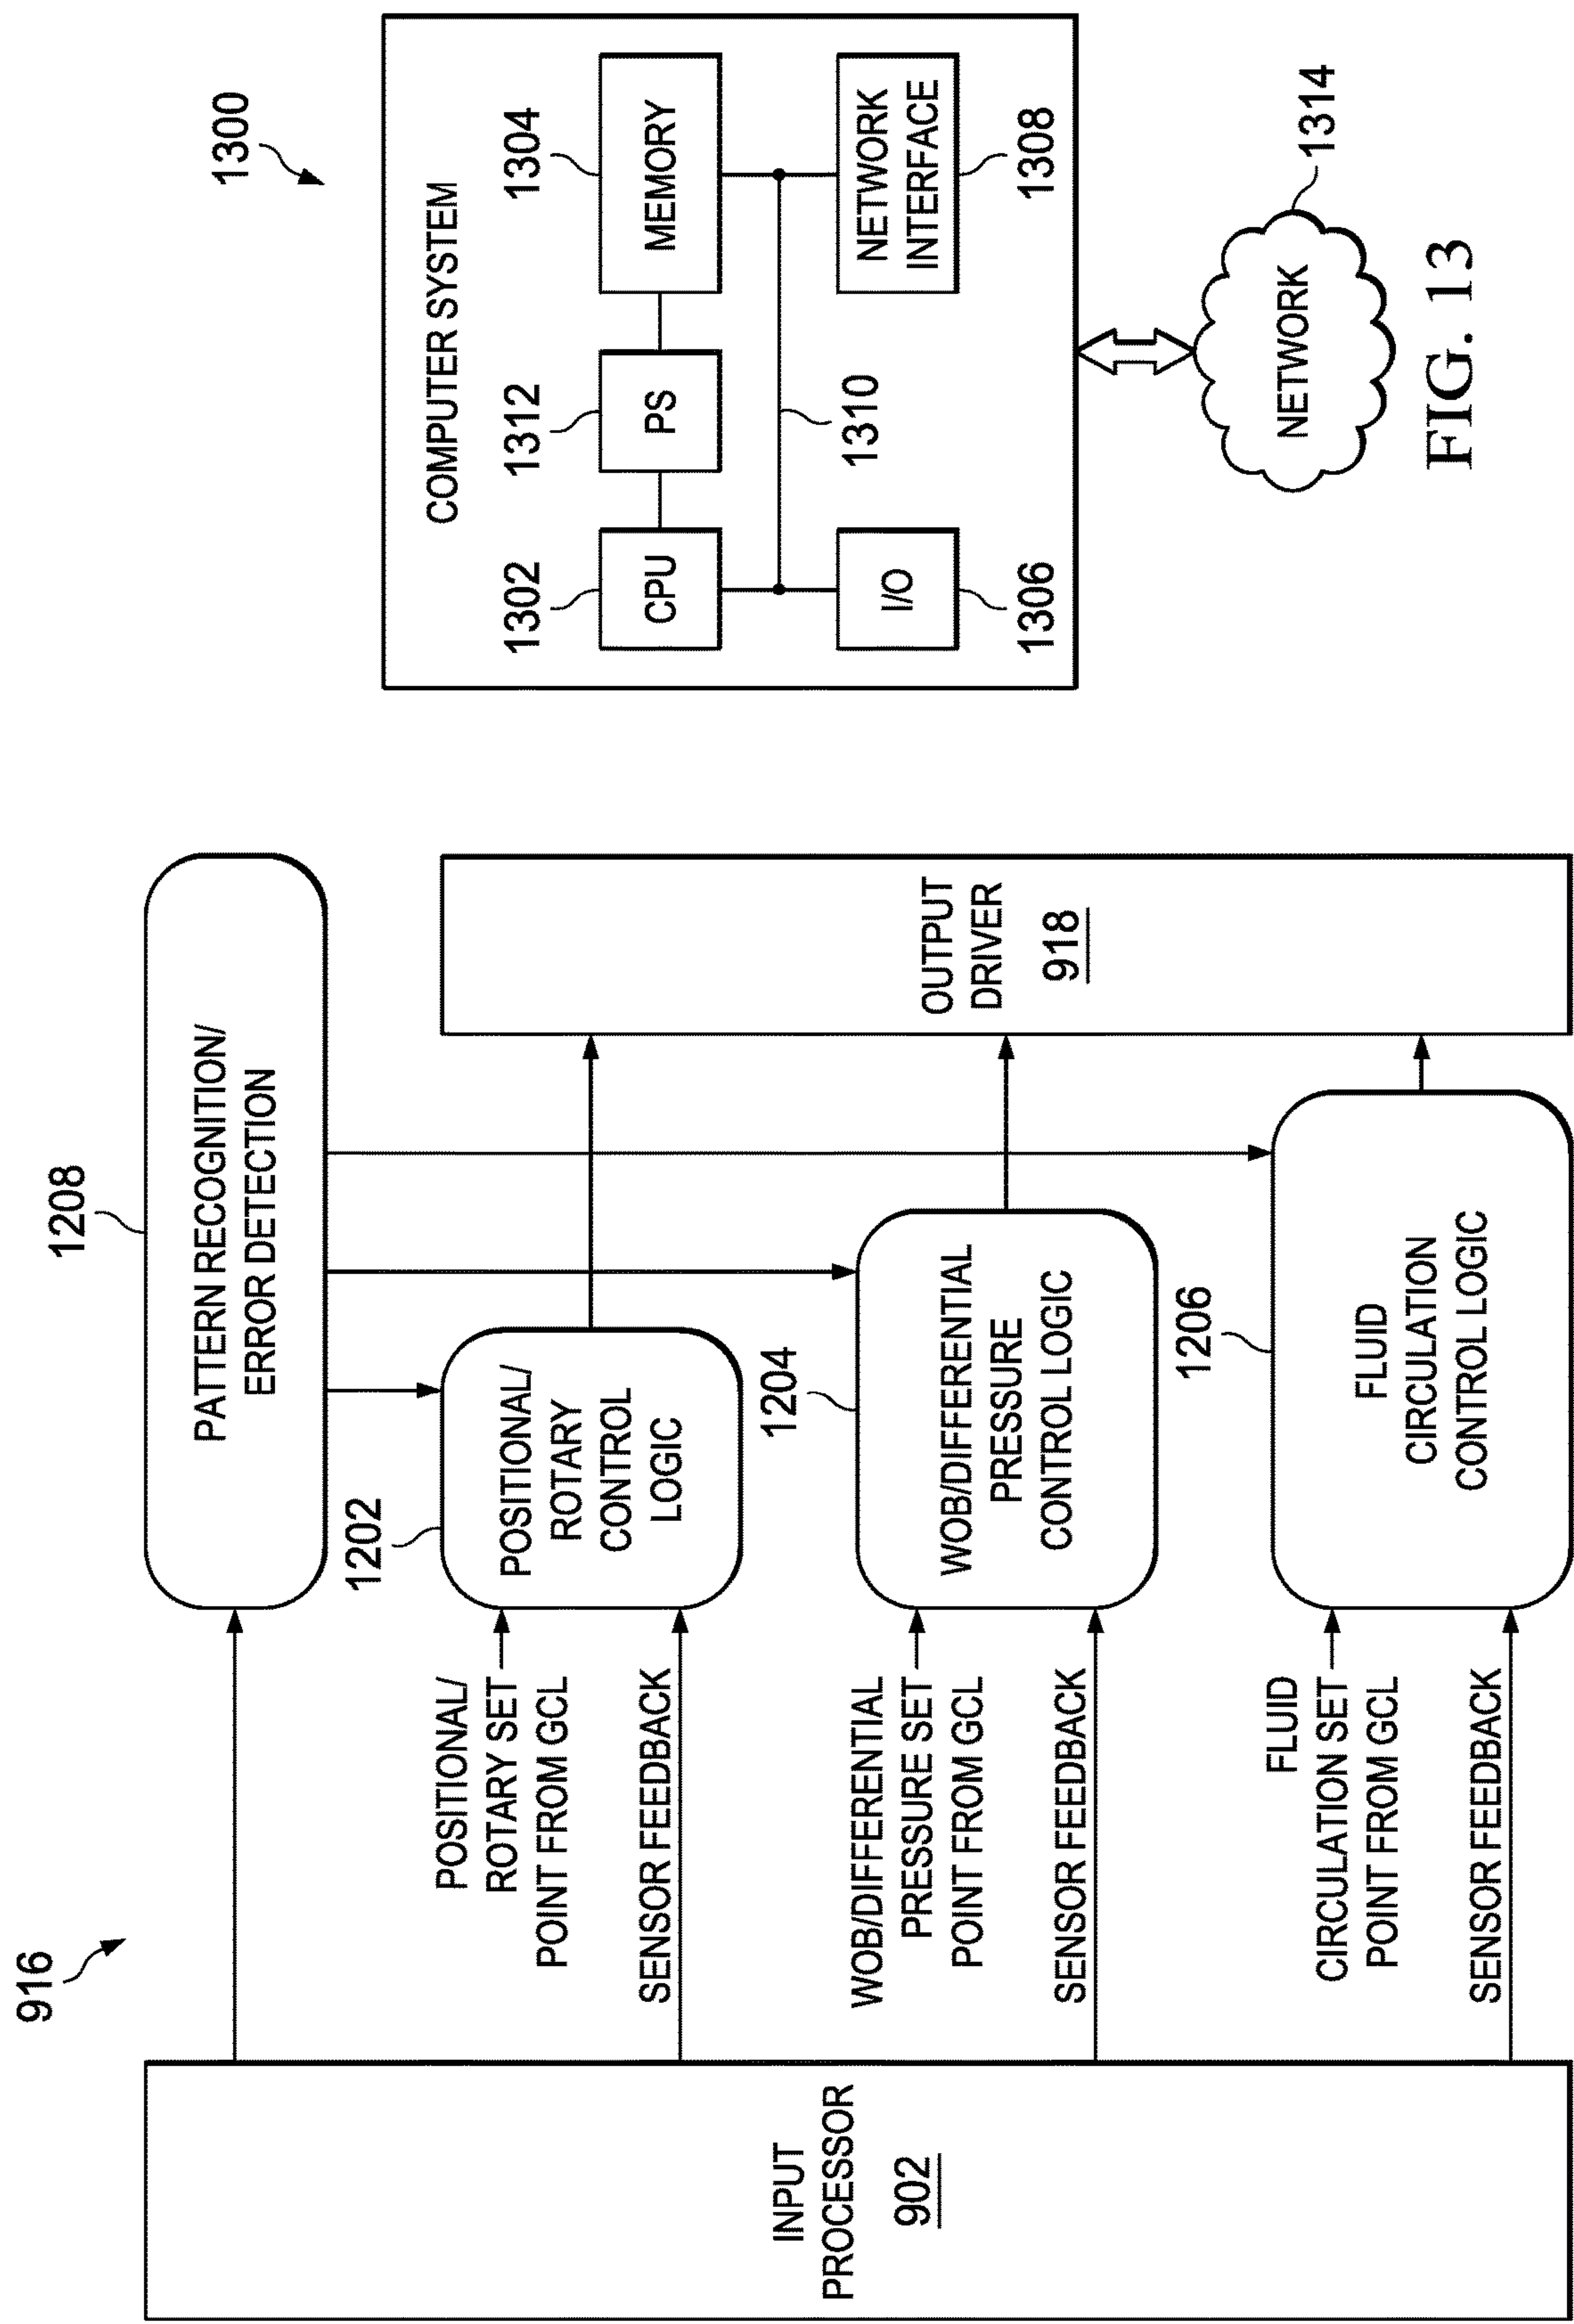 916
INPUT
PROCESSOR
902
1208
PATTERN RECOGNITION/
ERROR DETECTION
POSITIONAL/
ROTARY SET
POINT FROM GCL
SENSOR FEEDBACK
1202
POSITIONAL/
ROTARY
CONTROL
LOGIC
WOB/DIFFERENTIAL
PRESSURE SET
POINT FROM GCL
SENSOR FEEDBACK
1204
WOB/DIFFERENTIAL
PRESSURE
CONTROL LOGIC
FLUID
CIRCULATION SET
POINT FROM GCL
SENSOR FEEDBACK
1206
FLUID
CIRCULATION
CONTROL LOGIC
OUTPUT
DRIVER
918
1300
COMPUTER SYSTEM
1302
CPU
1312
PS
1304
MEMORY
1310
I/O
1306
NETWORK
INTERFACE
1308
NETWORK
1314
FIG. 13